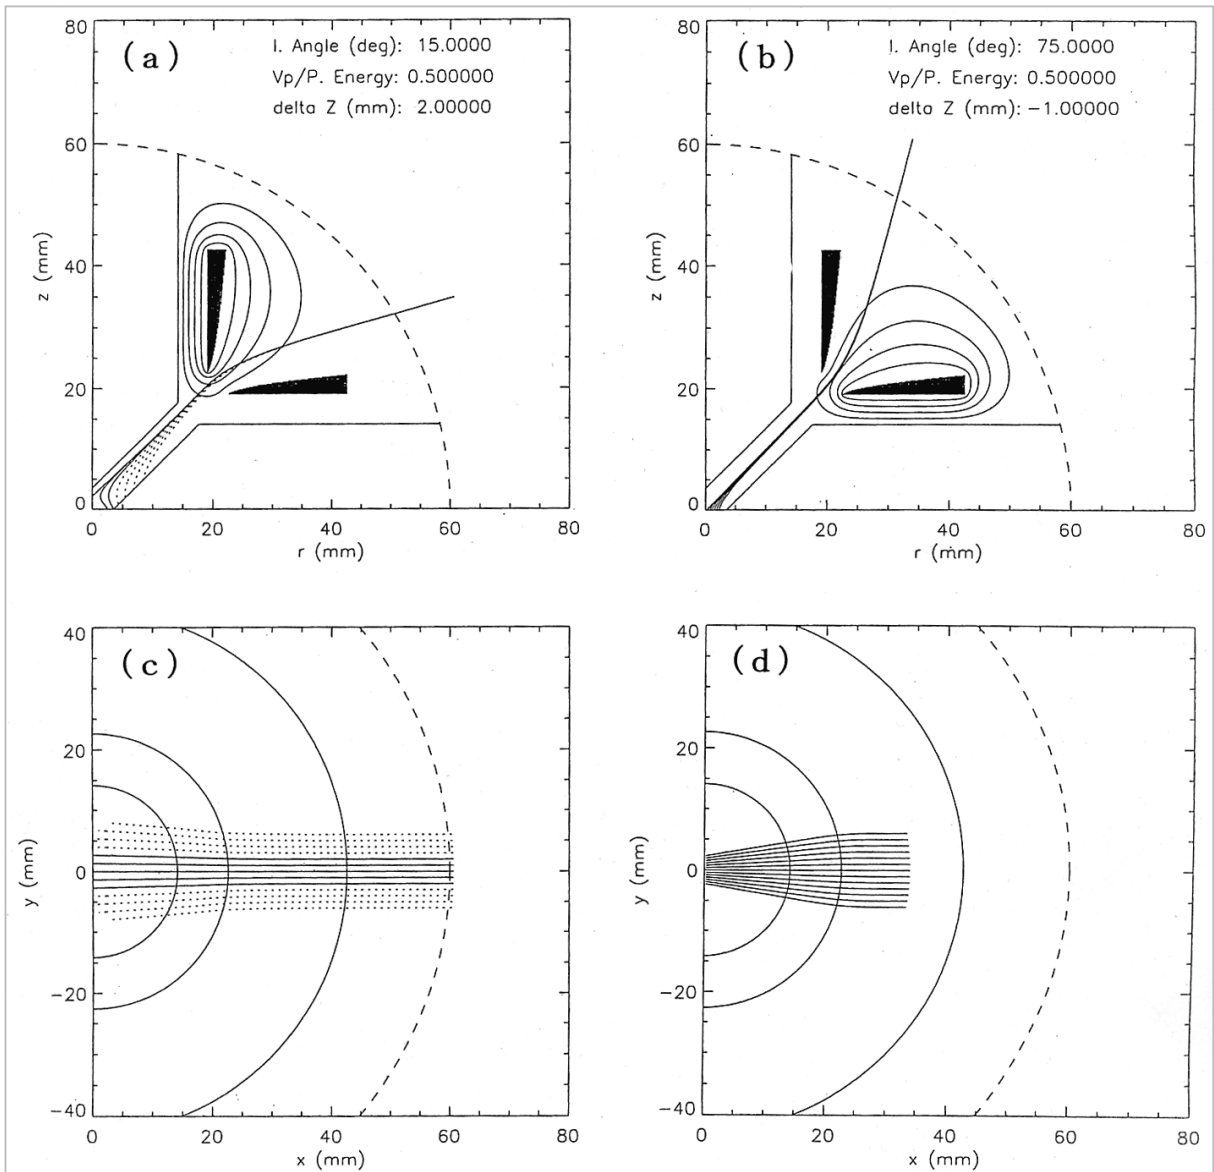 (a)
I. Angle (deg): 15.0000
Vp/P. Energy: 0.500000
delta Z (mm): 2.00000
80
60
40
20
0
z (mm)
0 20 40 60 80
r (mm)
(b)
I. Angle (deg): 75.0000
Vp/P. Energy: 0.500000
delta Z (mm): -1.00000
80
60
40
20
0
z (mm)
0 20 40 60 80
r (mm)
(c)
40
20
0
-20
-40
y (mm)
0 20 40 60 80
x (mm)
(d)
40
20
0
-20
-40
y (mm)
0 20 40 60 80
x (mm)